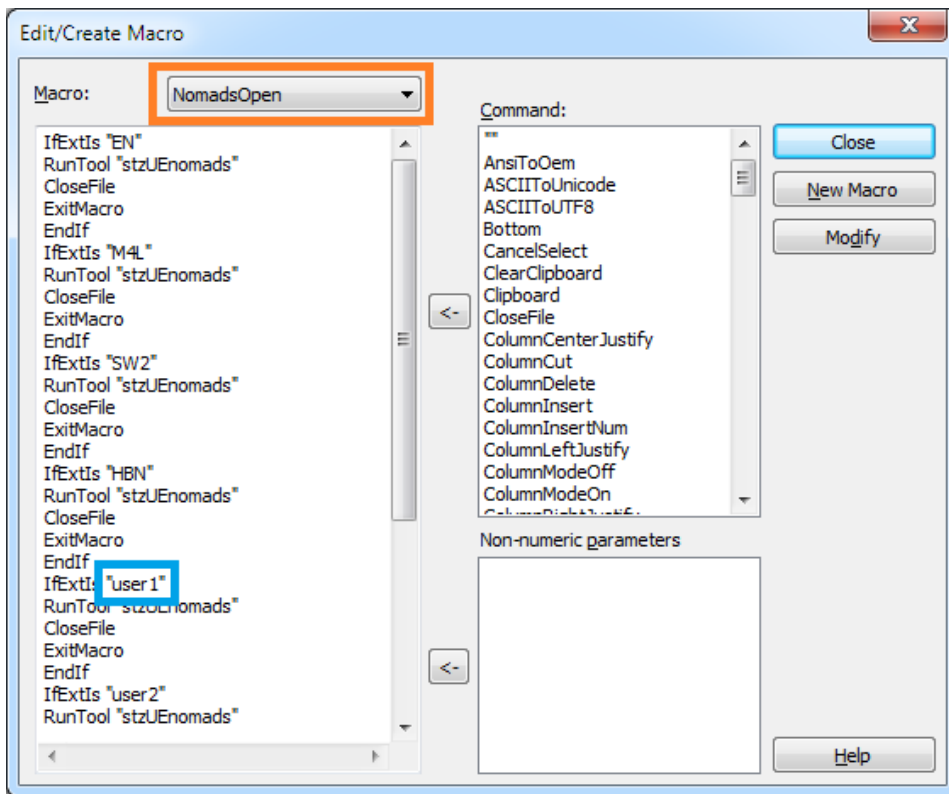 Edit/Create Macro
Macro:
NomadsOpen
IfExtIs "EN"
RunTool "stzUEnomads"
CloseFile
ExitMacro
EndIf
IfExtIs "M4L"
RunTool "stzUEnomads"
CloseFile
ExitMacro
EndIf
IfExtIs "SW2"
RunTool "stzUEnomads"
CloseFile
ExitMacro
EndIf
IfExtIs "HBN"
RunTool "stzUEnomads"
CloseFile
ExitMacro
EndIf
IfExtIs "user1"
RunTool "stzUEnomads"
CloseFile
ExitMacro
EndIf
IfExtIs "user2"
RunTool "stzUEnomads"
Command:
""
AnsiToOem
ASCIIToUnicode
ASCIIToUTF8
Bottom
CancelSelect
ClearClipboard
Clipboard
CloseFile
ColumnCenterJustify
ColumnCut
ColumnDelete
ColumnInsert
ColumnInsertNum
ColumnLeftJustify
ColumnModeOff
ColumnModeOn
ColumnRightJustify
<-
Non-numeric parameters
<-
Close
New Macro
Modify
Help